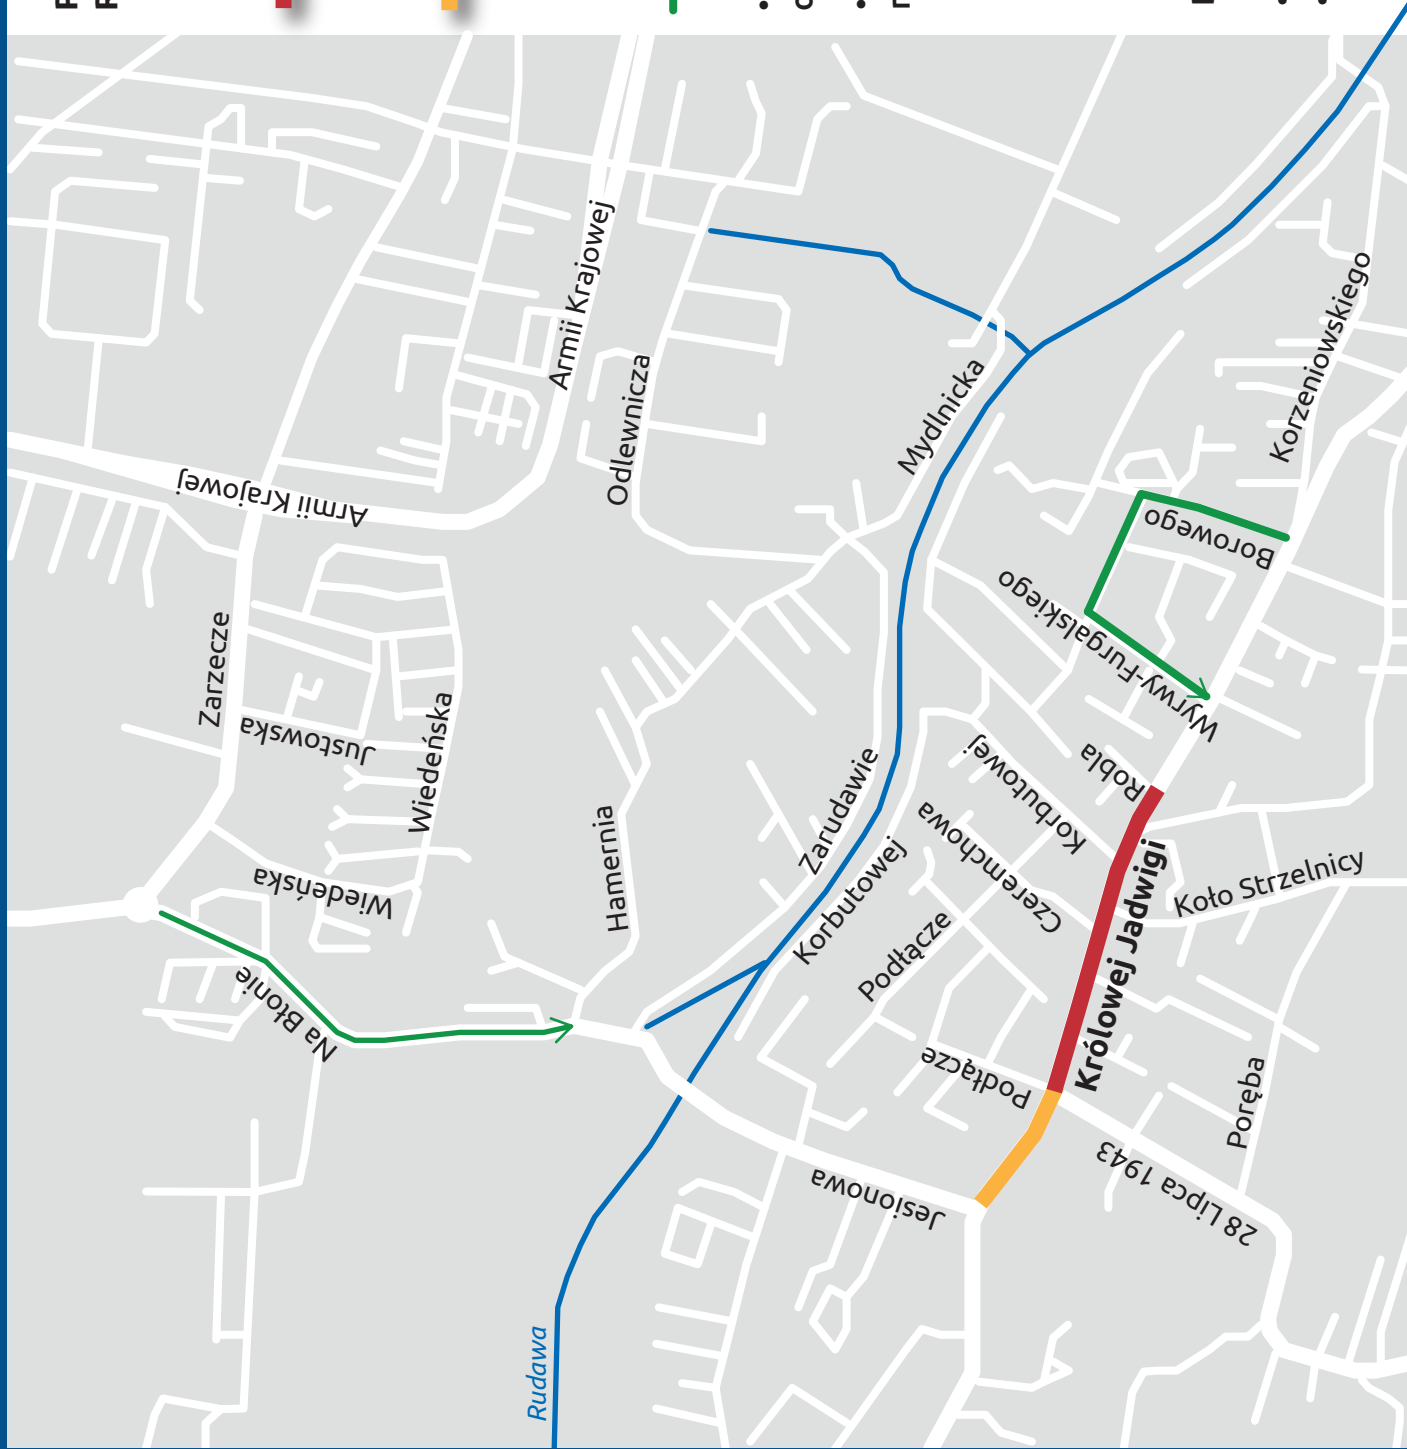 Armii Krajowej
Korzeniowskiego
Odlewnicza
Mydlnicka
Armii Krajowej
Borowego
Wyrwy-Furgalskiego
Zarzecze
Justowska
Wiedeńska
Robla
Korbutowej
Zarudawie
Czeremchowa
Hamernia
Korbutowej
Królowej Jadwigi
Koło Strzelnicy
Wiedeńska
Podłącze
Na Błonie
Podłącze
Poręba
28 Lipca 1943
Jesionowa
Rudawa